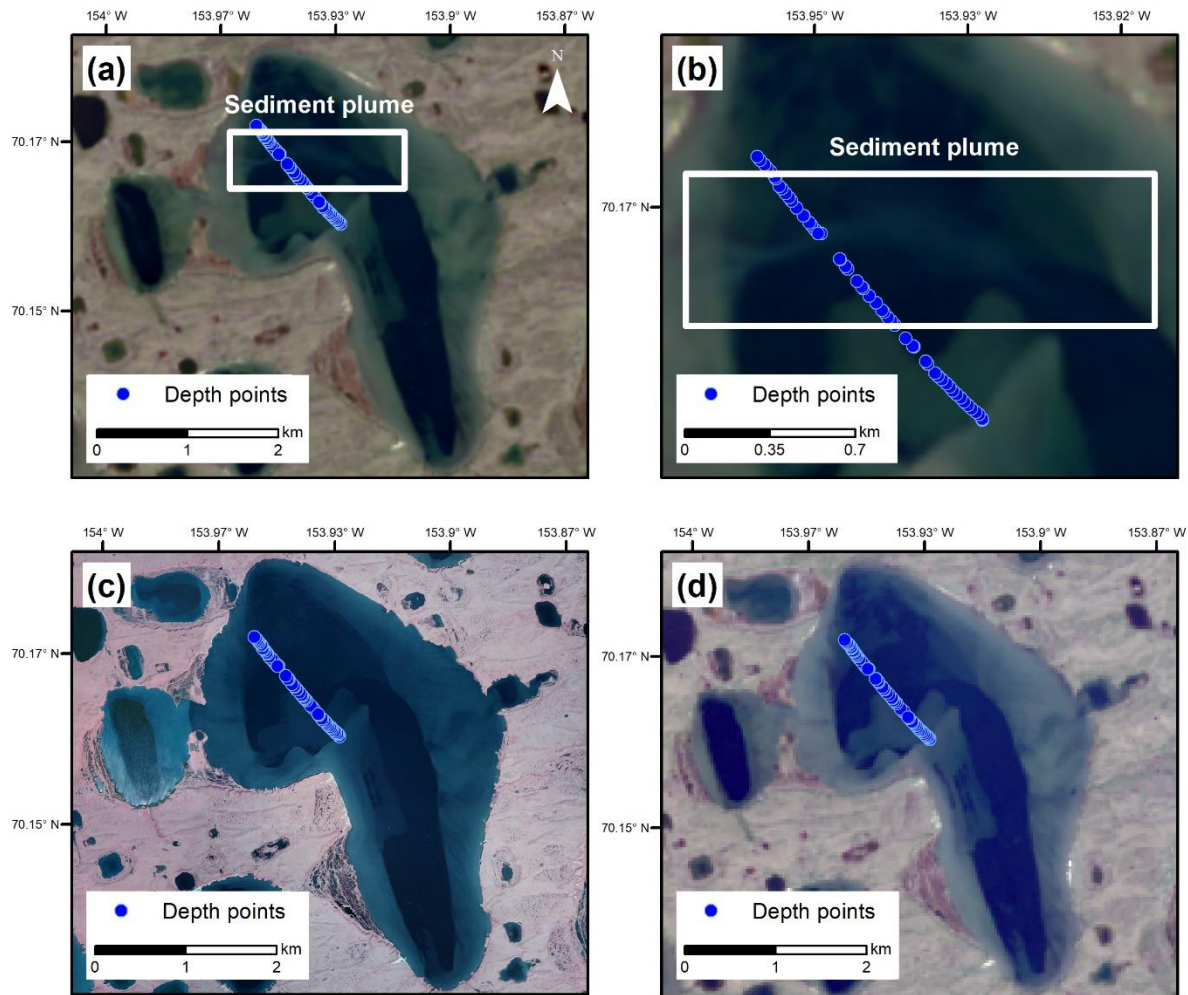 154° W 153.97° W 153.93° W 153.9° W 153.87° W
(a)
N
Sediment plume
70.17° N
70.15° N
Depth points
km
0 1 2
153.95° W 153.93° W 153.92° W
(b)
Sediment plume
70.17° N
Depth points
km
0 0.35 0.7
154° W 153.97° W 153.93° W 153.9° W 153.87° W
(c)
70.17° N
70.15° N
Depth points
km
0 1 2
154° W 153.97° W 153.93° W 153.9° W 153.87° W
(d)
70.17° N
70.15° N
Depth points
km
0 1 2